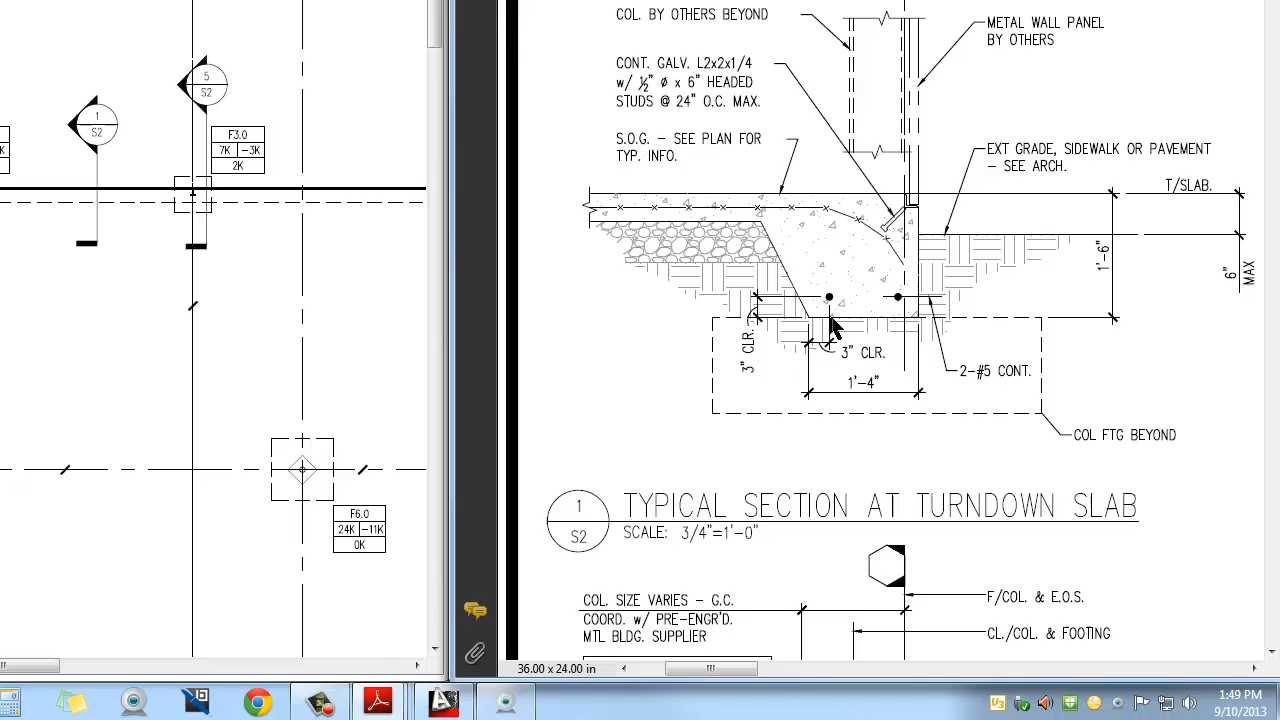 5
S2
1
S2
F3.0
7K -3K
2K
K
F6.0
24K -11K
0K
COL. BY OTHERS BEYOND
METAL WALL PANEL
BY OTHERS
CONT. GALV. L2x2x1/4
w/ ½" Ø x 6" HEADED
STUDS @ 24" O.C. MAX.
S.O.G. - SEE PLAN FOR
TYP. INFO.
EXT GRADE, SIDEWALK OR PAVEMENT
- SEE ARCH.
T/SLAB.
1'-6"
6"
MAX
3" CLR.
3" CLR.
1'-4"
2-#5 CONT.
COL FTG BEYOND
1
S2
TYPICAL SECTION AT TURNDOWN SLAB
SCALE: 3/4"=1'-0"
COL. SIZE VARIES - G.C.
COORD. w/ PRE-ENGR'D.
MTL BLDG. SUPPLIER
F/COL. & E.O.S.
CL./COL. & FOOTING
36.00 x 24.00 in
U3
1:49 PM
9/10/2013